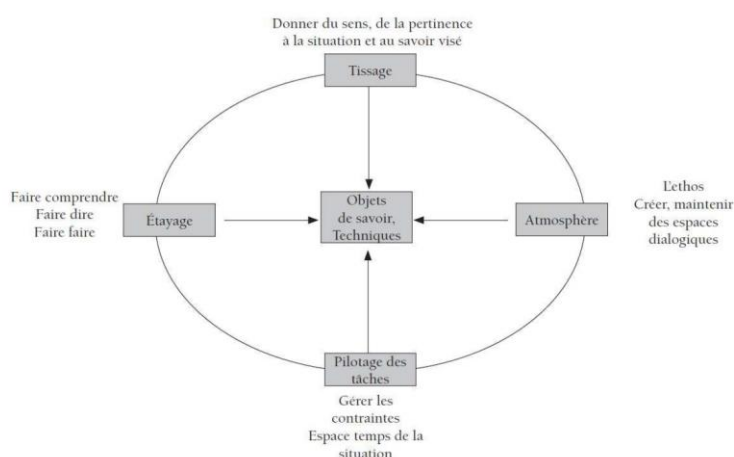 Donner du sens, de la pertinence
à la situation et au savoir visé
Tissage
Faire comprendre
Faire dire
Faire faire
Étayage
Objets
de savoir,
Techniques
Atmosphère
L'ethos
Créer, maintenir
des espaces
dialogiques
Pilotage des
tâches
Gérer les
contraintes
Espace temps de la
situation